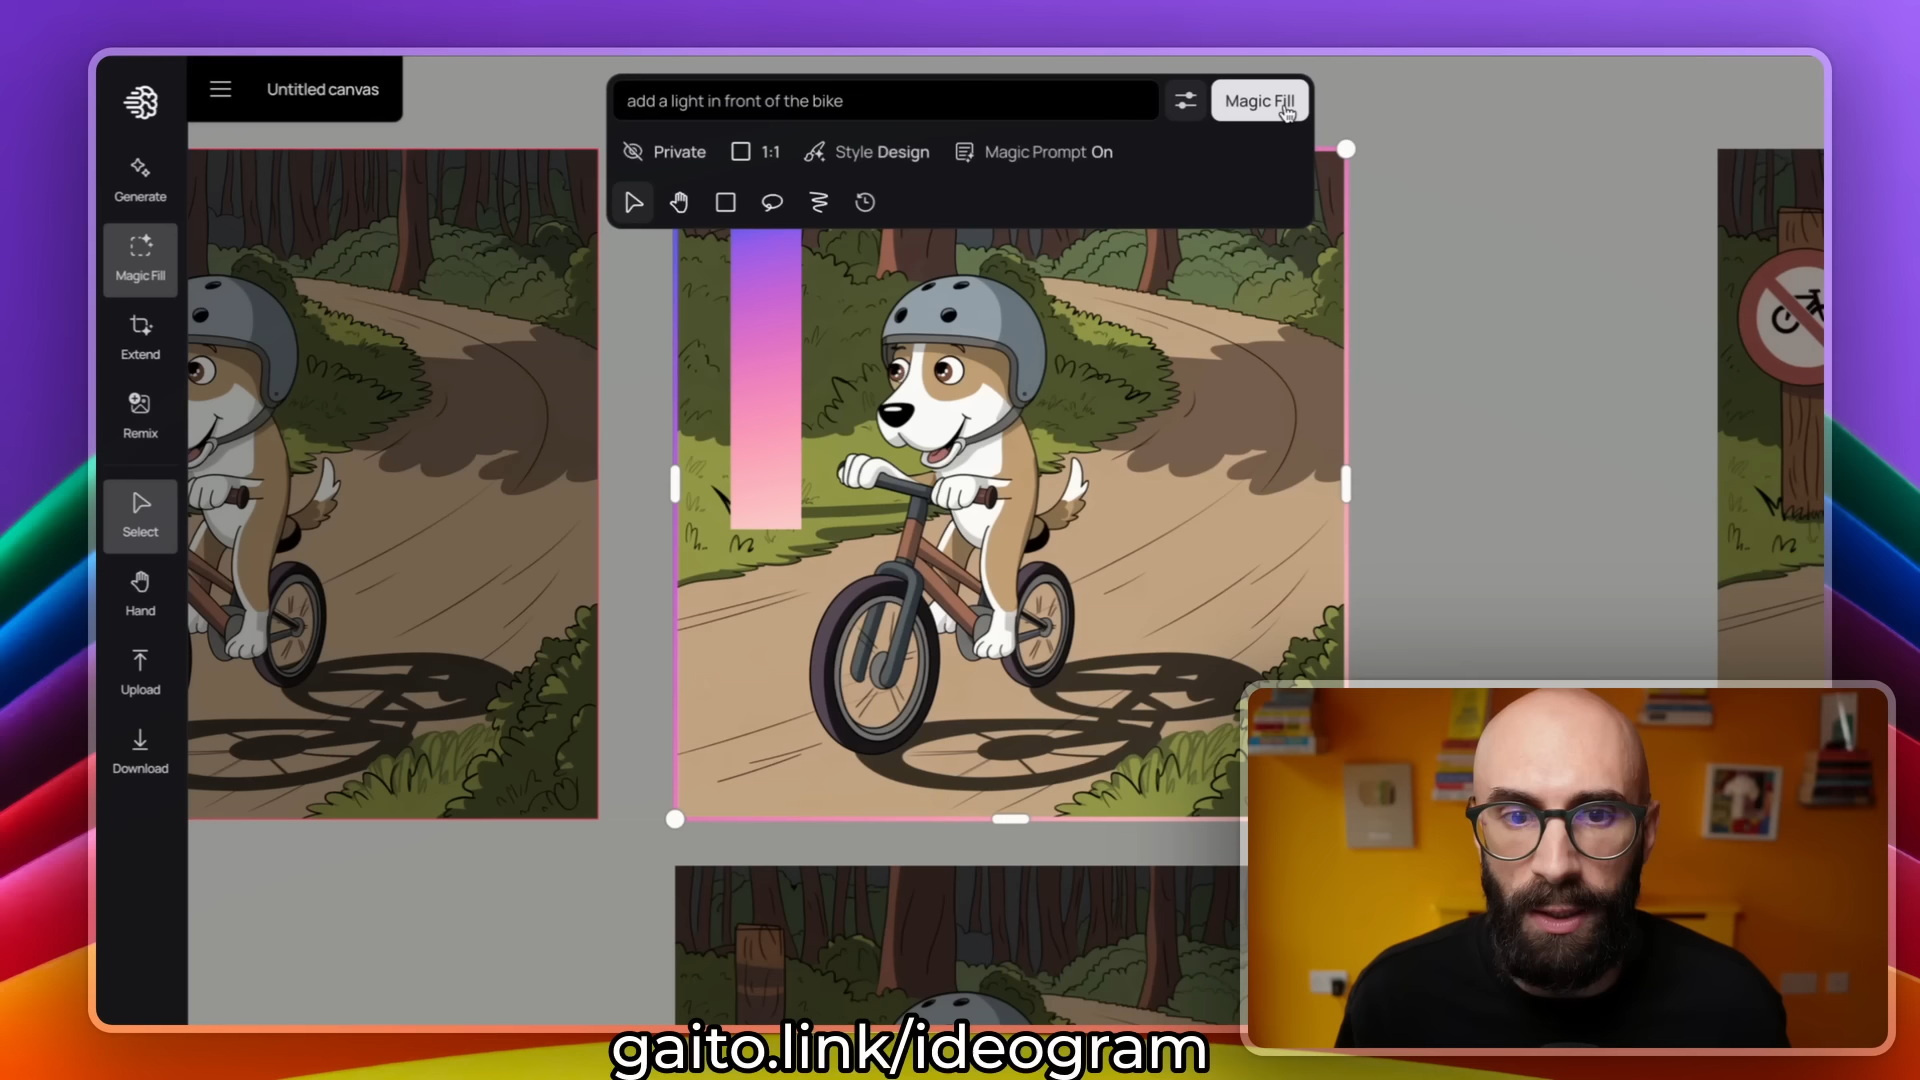 Untitled canvas
add a light in front of the bike
Magic Fill
Private
1:1
Style Design
Magic Prompt On
Generate
Magic Fill
Extend
Remix
Select
Hand
Upload
Download
gaito.link/ideogram